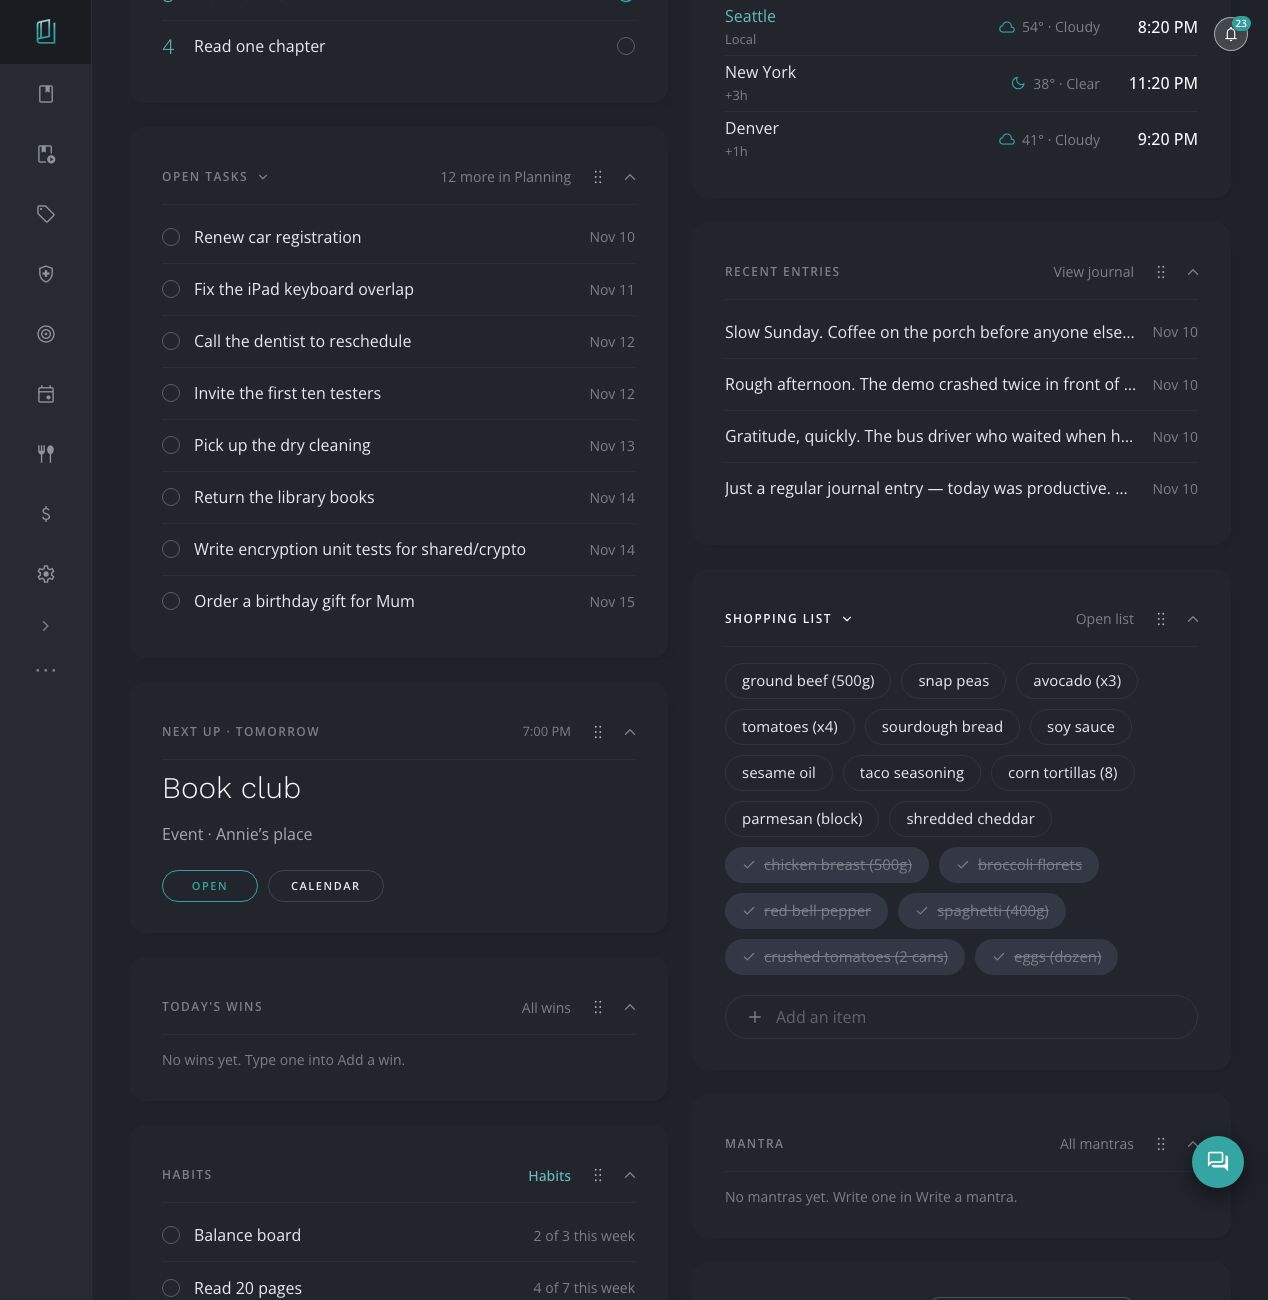 4 Read one chapter
OPEN TASKS
12 more in Planning
Renew car registration Nov 10
Fix the iPad keyboard overlap Nov 11
Call the dentist to reschedule Nov 12
Invite the first ten testers Nov 12
Pick up the dry cleaning Nov 13
Return the library books Nov 14
Write encryption unit tests for shared/crypto Nov 14
Order a birthday gift for Mum Nov 15
NEXT UP · TOMORROW 7:00 PM
Book club
Event · Annie’s place
OPEN CALENDAR
TODAY'S WINS All wins
No wins yet. Type one into Add a win.
HABITS Habits
Balance board 2 of 3 this week
Read 20 pages 4 of 7 this week
Seattle 54° · Cloudy 8:20 PM
Local
New York 38° · Clear 11:20 PM
+3h
Denver 41° · Cloudy 9:20 PM
+1h
23
RECENT ENTRIES View journal
Slow Sunday. Coffee on the porch before anyone else... Nov 10
Rough afternoon. The demo crashed twice in front of ... Nov 10
Gratitude, quickly. The bus driver who waited when h... Nov 10
Just a regular journal entry — today was productive. ... Nov 10
SHOPPING LIST Open list
ground beef (500g) snap peas avocado (x3)
tomatoes (x4) sourdough bread soy sauce
sesame oil taco seasoning corn tortillas (8)
parmesan (block) shredded cheddar
chicken breast (500g) broccoli florets
red bell pepper spaghetti (400g)
crushed tomatoes (2 cans) eggs (dozen)
+ Add an item
MANTRA All mantras
No mantras yet. Write one in Write a mantra.